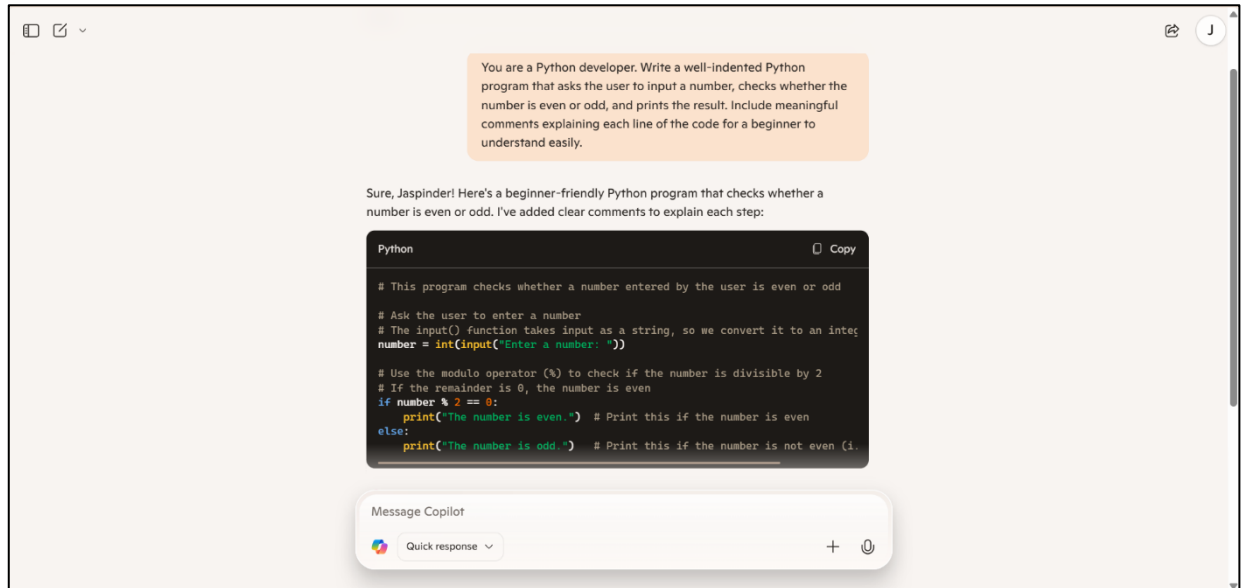 J
You are a Python developer. Write a well-indented Python
program that asks the user to input a number, checks whether the
number is even or odd, and prints the result. Include meaningful
comments explaining each line of the code for a beginner to
understand easily.
Sure, Jaspinder! Here's a beginner-friendly Python program that checks whether a
number is even or odd. I've added clear comments to explain each step:
Python Copy
# This program checks whether a number entered by the user is even or odd
# Ask the user to enter a number
# The input() function takes input as a string, so we convert it to an integ
number = int(input("Enter a number: "))
# Use the modulo operator (%) to check if the number is divisible by 2
# If the remainder is 0, the number is even
if number % 2 == 0:
    print("The number is even.")  # Print this if the number is even
else:
    print("The number is odd.")   # Print this if the number is not even (i.
Message Copilot
Quick response